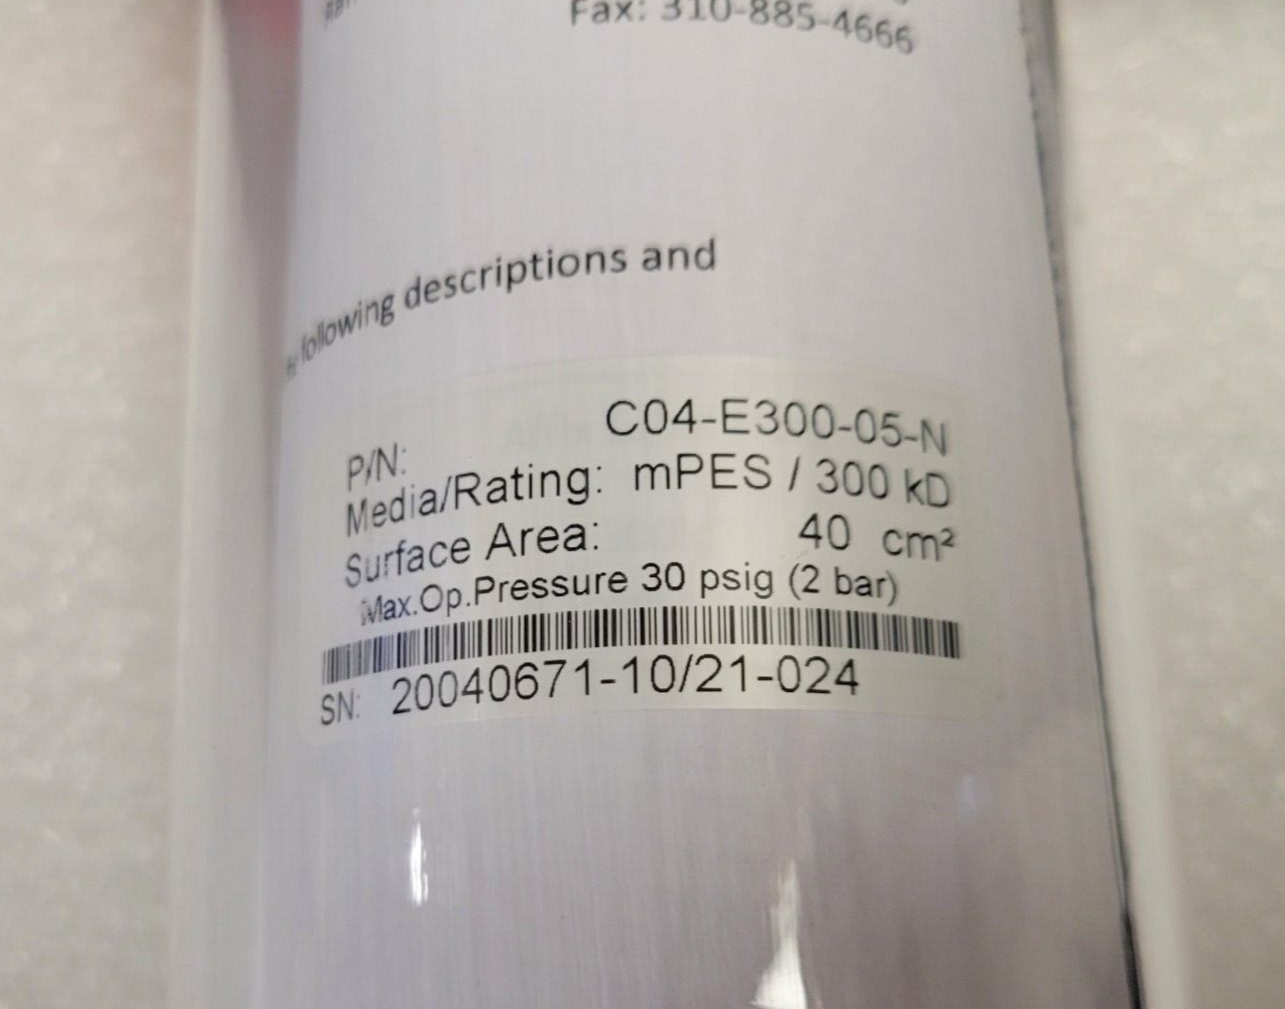 Fax: 310-885-4666
following descriptions and
P/N: C04-E300-05-N
Media/Rating: mPES / 300 kD
Surface Area: 40 cm²
Max.Op.Pressure 30 psig (2 bar)
SN: 20040671-10/21-024